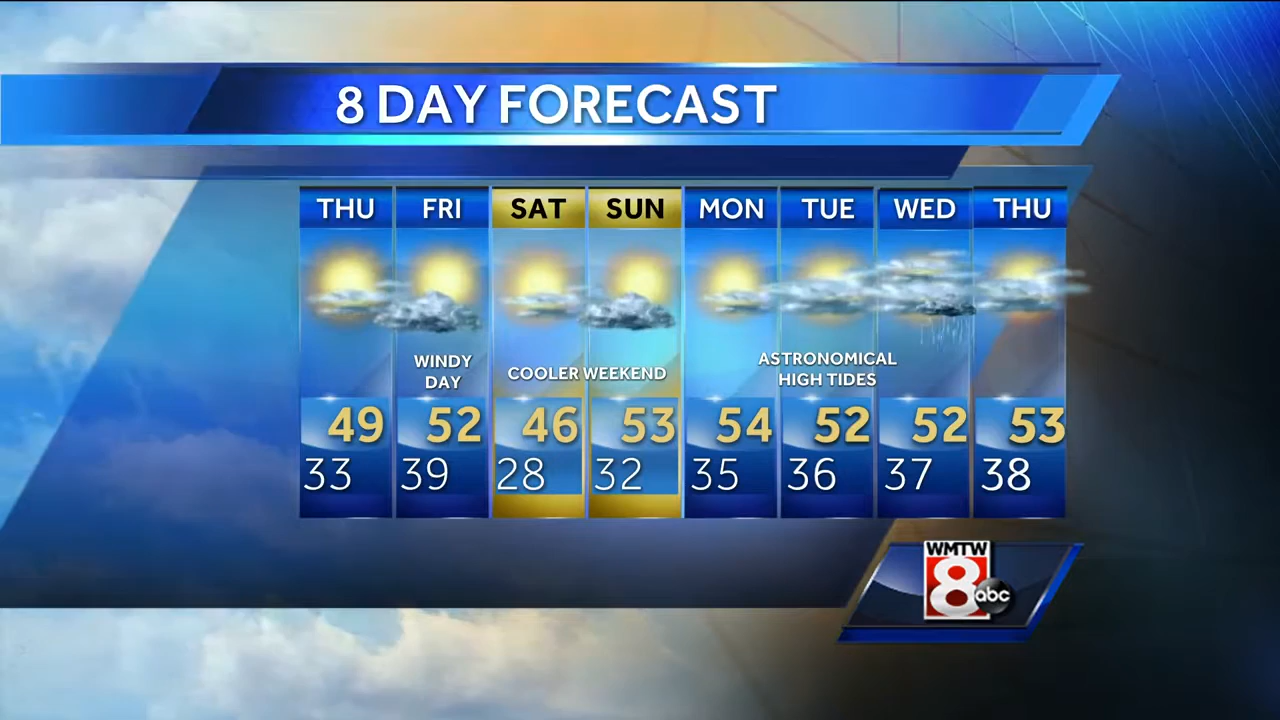 8 DAY FORECAST
THU FRI SAT SUN MON TUE WED THU
WINDY
DAY
COOLER WEEKEND
ASTRONOMICAL
HIGH TIDES
49 52 46 53 54 52 52 53
33 39 28 32 35 36 37 38
WMTW
8
abc